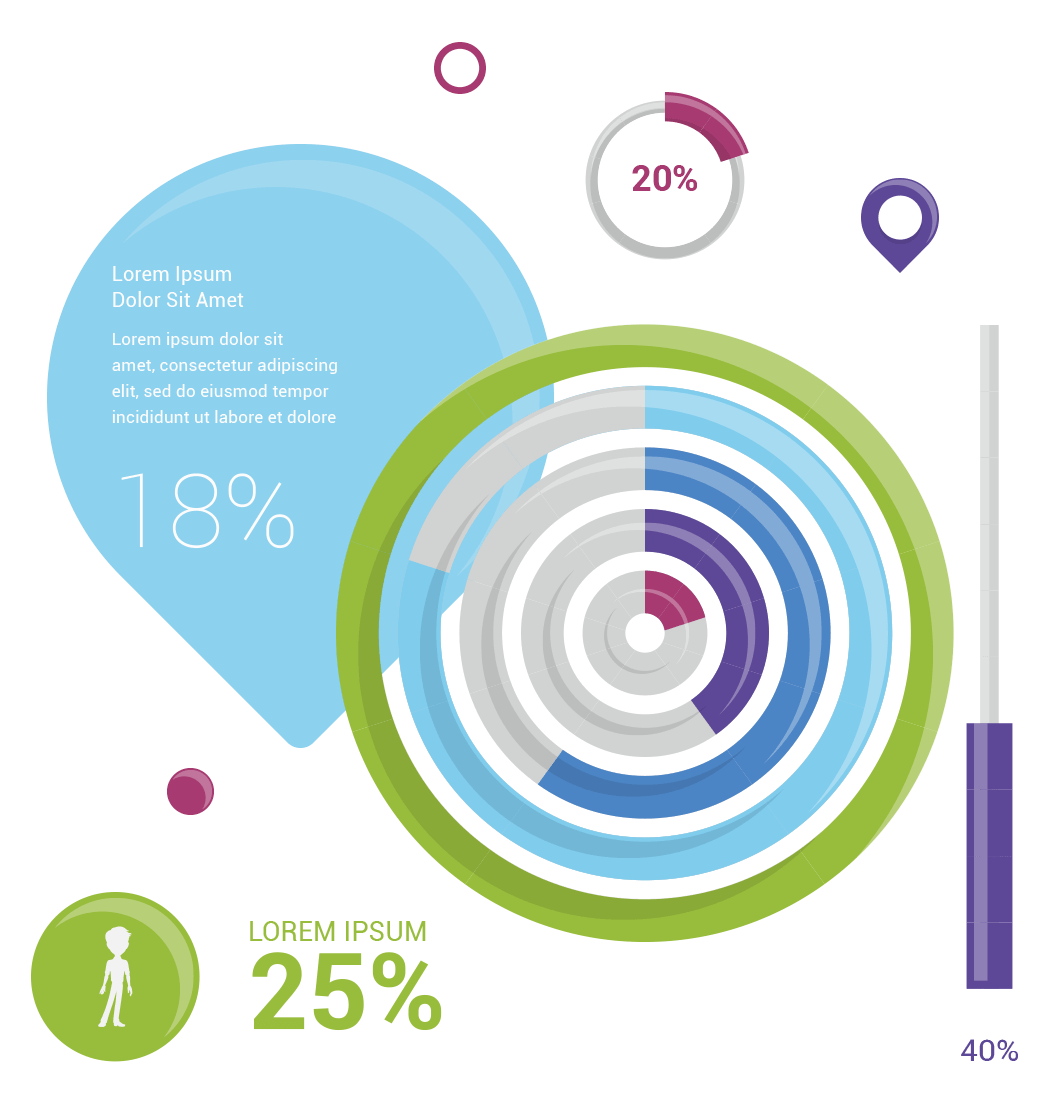 20%
Lorem Ipsum
Dolor Sit Amet
Lorem ipsum dolor sit
amet, consectetur adipiscing
elit, sed do eiusmod tempor
incididunt ut labore et dolore
18%
LOREM IPSUM
25%
40%